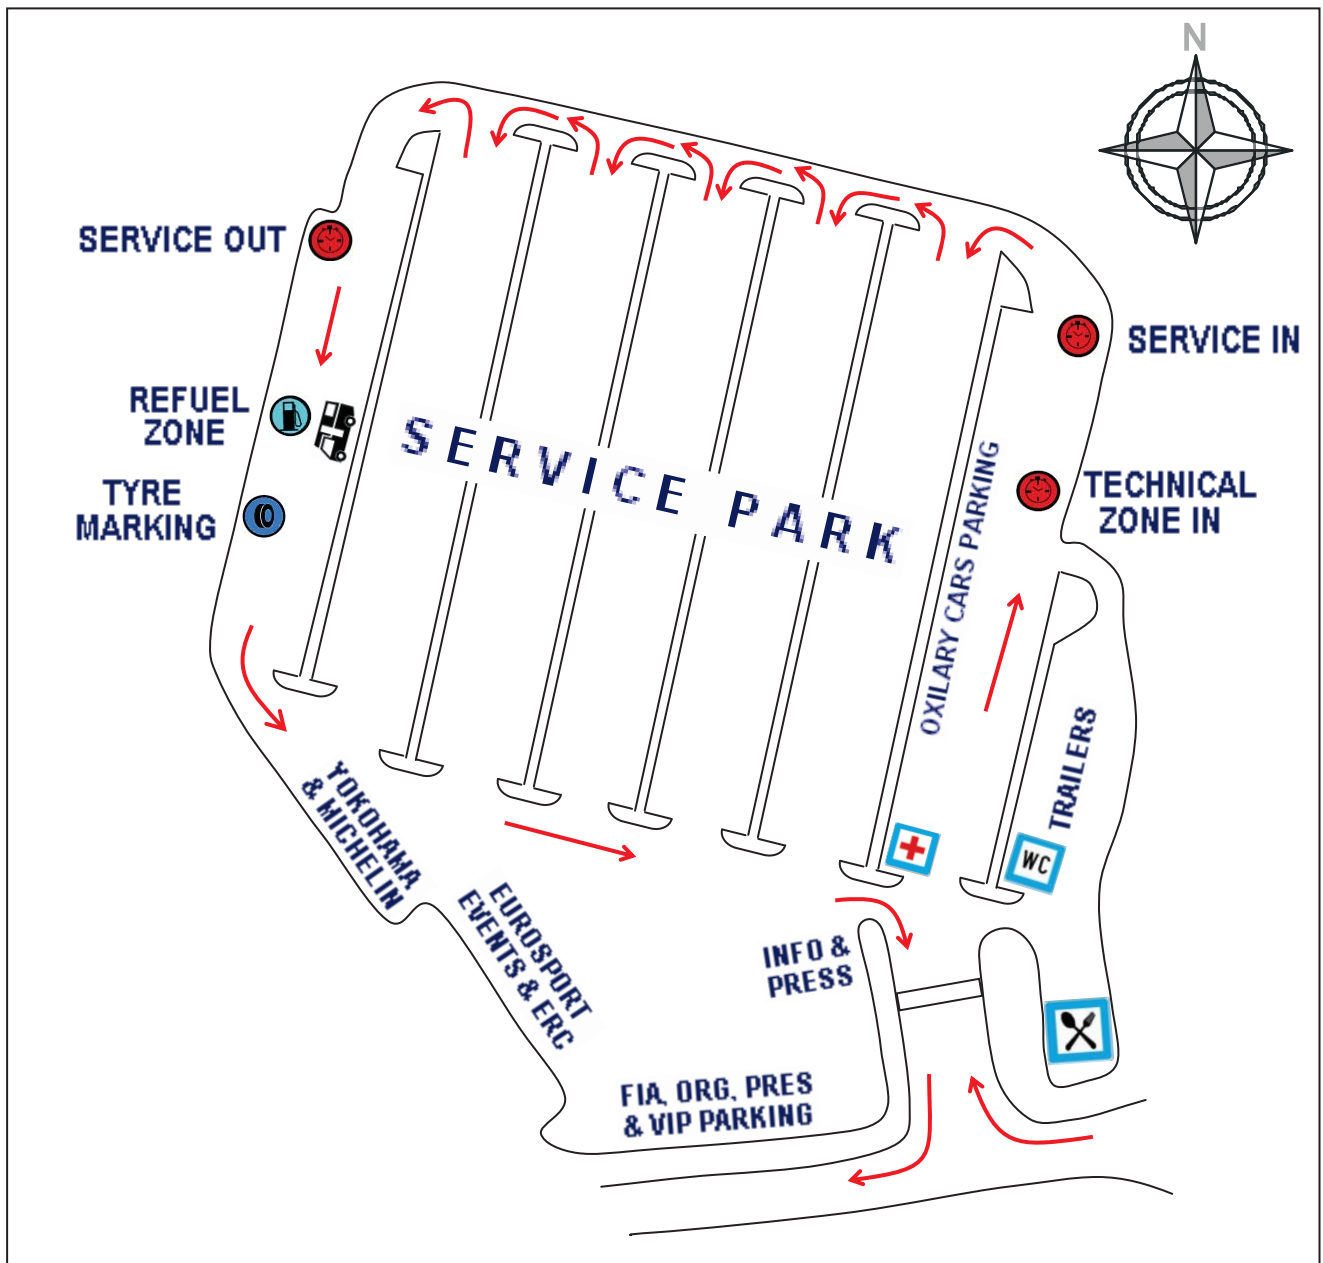 N
SERVICE OUT
SERVICE IN
REFUEL
ZONE
TYRE
MARKING
SERVICE PARK
TECHNICAL
ZONE IN
OXILARY CARS PARKING
TRAILERS
YOKOHAMA
& MICHELIN
WC
EUROSPORT
EVENTS & ERC
INFO &
PRESS
FIA, ORG, PRES
& VIP PARKING